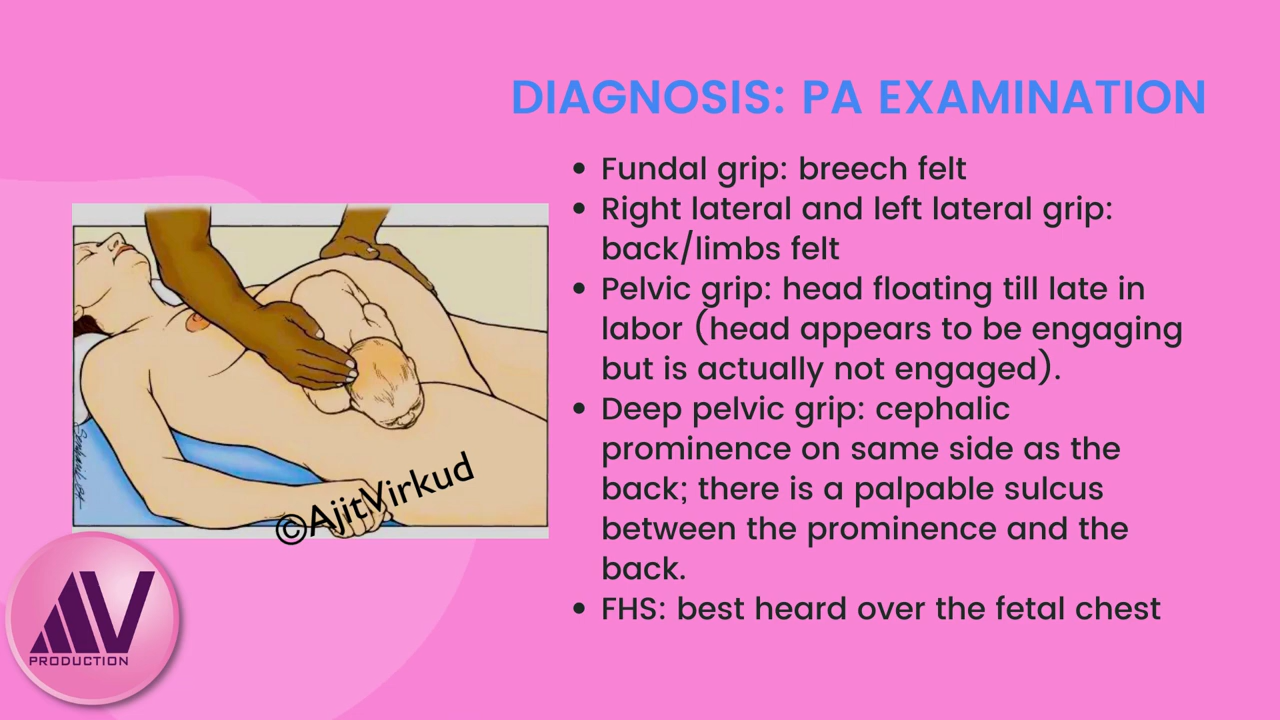 DIAGNOSIS: PA EXAMINATION
• Fundal grip: breech felt
• Right lateral and left lateral grip:
back/limbs felt
• Pelvic grip: head floating till late in
labor (head appears to be engaging
but is actually not engaged).
• Deep pelvic grip: cephalic
prominence on same side as the
back; there is a palpable sulcus
between the prominence and the
back.
• FHS: best heard over the fetal chest
©AjitVirkud
AV
PRODUCTION